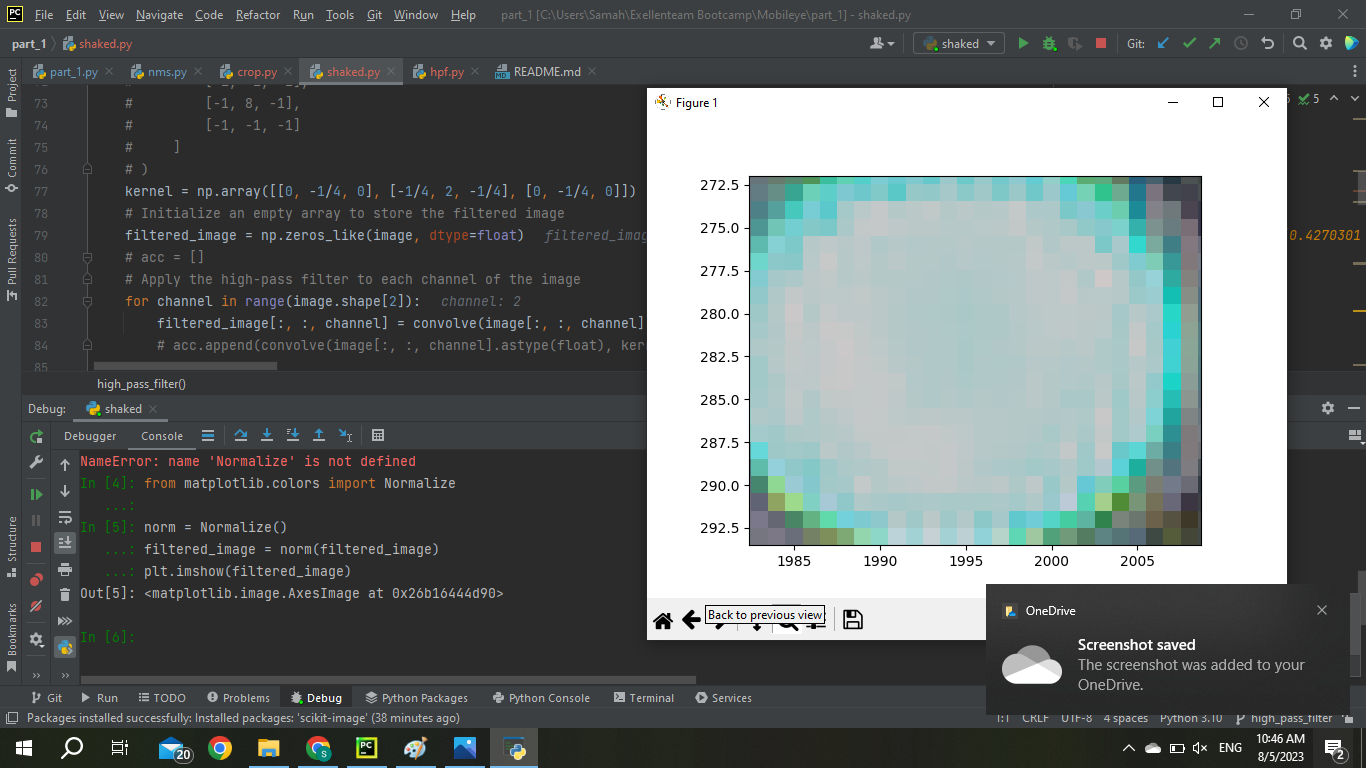 File Edit View Navigate Code Refactor Run Tools Git Window Help part_1 [C:\Users\Samah\Exellenteam Bootcamp\Mobileye\part_1] - shaked.py
part_1 shaked.py shaked Git:
Project
part_1.py nms.py crop.py shaked.py hpf.py README.md
Commit
Pull Requests
Structure
Bookmarks
73 # [-1, 8, -1],
74 # [-1, -1, -1]
75 # ]
76 # )
77 kernel = np.array([[0, -1/4, 0], [-1/4, 2, -1/4], [0, -1/4, 0]])
78 # Initialize an empty array to store the filtered image
79 filtered_image = np.zeros_like(image, dtype=float) filtered_imag
80 # acc = []
81 # Apply the high-pass filter to each channel of the image
82 for channel in range(image.shape[2]): channel: 2
83 filtered_image[:, :, channel] = convolve(image[:, :, channel]
84 # acc.append(convolve(image[:, :, channel].astype(float), ker
85
high_pass_filter()
5
0.4270301
Figure 1
272.5
275.0
277.5
280.0
282.5
285.0
287.5
290.0
292.5
1985 1990 1995 2000 2005
Back to previous view
Debug: shaked
Debugger Console
NameError: name 'Normalize' is not defined
In [4]: from matplotlib.colors import Normalize
...:
In [5]: norm = Normalize()
...: filtered_image = norm(filtered_image)
...: plt.imshow(filtered_image)
Out[5]: <matplotlib.image.AxesImage at 0x26b16444d90>
In [6]:
OneDrive
Screenshot saved
The screenshot was added to your
OneDrive.
Git Run TODO Problems Debug Python Packages Python Console Terminal Services
Packages installed successfully: Installed packages: 'scikit-image' (38 minutes ago) 1:1 CRLF UTF-8 4 spaces Python 3.10 high_pass_filter
20
ENG
10:46 AM
8/5/2023
2